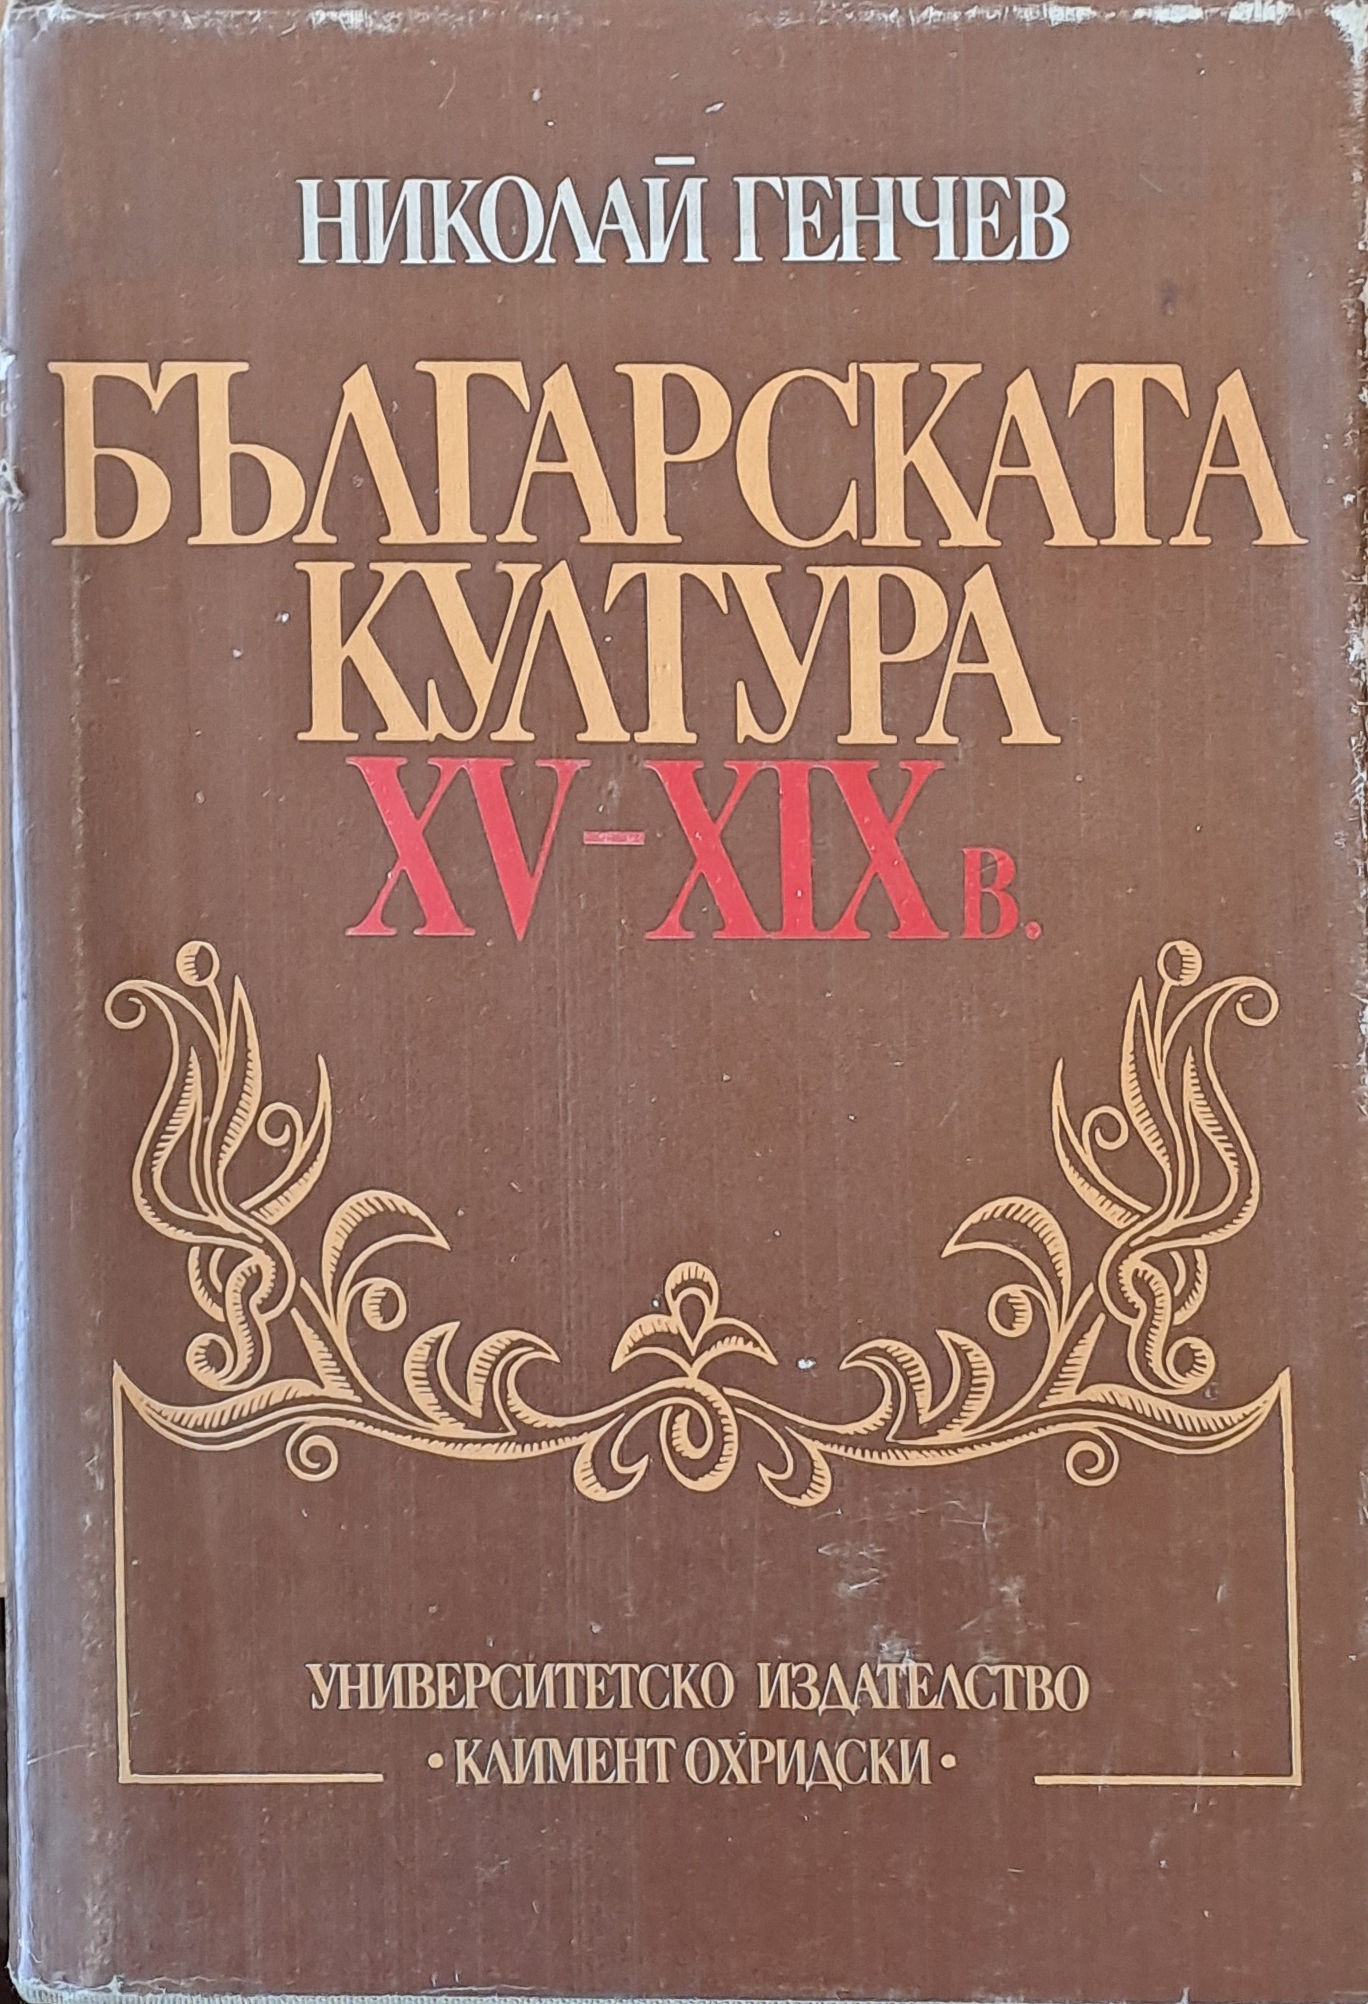 НИКОЛАЙ ГЕНЧЕВ
БЪЛГАРСКАТА
КУЛТУРА
XV–XIX в.
УНИВЕРСИТЕТСКО ИЗДАТЕЛСТВО
• КЛИМЕНТ ОХРИДСКИ •